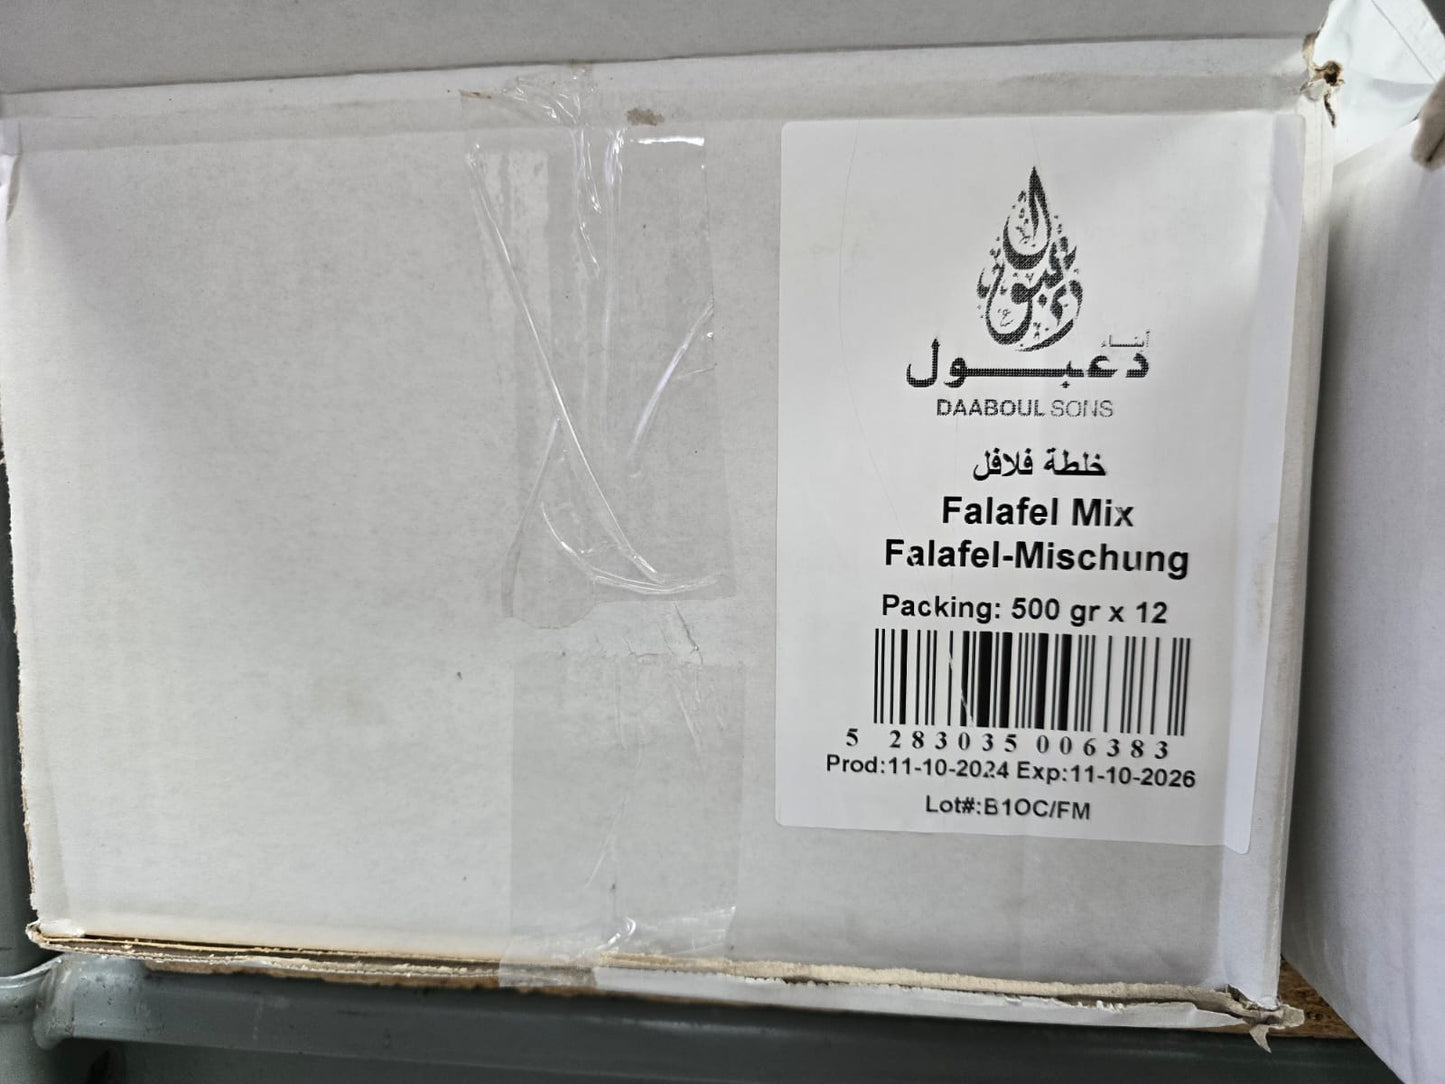 أبناء
دعبول
DAABOUL SONS
خلطة فلافل
Falafel Mix
Falafel-Mischung
Packing: 500 gr x 12
5 283035 006383
Prod:11-10-2024 Exp:11-10-2026
Lot#:B1OC/FM